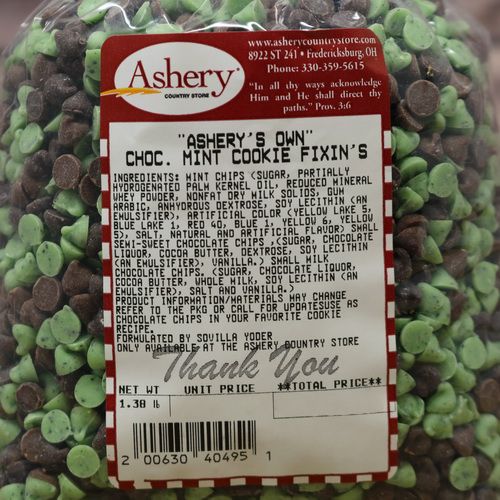 Ashery
COUNTRY STORE
www.asherycountrystore.com
8922 ST 241 • Fredericksburg, OH
Phone: 330-359-5615
"In all thy ways acknowledge
Him and He shall direct thy
paths." Prov. 3:6
"ASHERY'S OWN"
CHOC. MINT COOKIE FIXIN'S
INGREDIENTS: MINT CHIPS (SUGAR, PARTIALLY
HYDROGENATED PALM KERNEL OIL, REDUCED MINERAL
WHEY POWDER, NONFAT DRY MILK SOLIDS, GUM
ARABIC, ANHYDROUS DEXTROSE, SOY LECITHIN (AN
EMULSIFIER), ARTIFICIAL COLOR (YELLOW LAKE 5,
BLUE LAKE 1, RED 40, BLUE 1, YELLOW 6, YELLOW
5), SALT, NATURAL AND ARTIFICIAL FLAVOR) SMALL
SEMI-SWEET CHOCOLATE CHIPS ,(SUGAR, CHOCOLATE
LIQUOR, COCOA BUTTER, DEXTROSE, SOY LECITHIN
(AN EMULSIFIER), VANILLA,) SMALL MILK
CHOCOLATE CHIPS, (SUGAR, CHOCOLATE LIQUOR,
COCOA BUTTER, WHOLE MILK, SOY LECITHIN (AN
EMULSIFIER), SALT AND VANILLA.)
PRODUCT INFORMATION/MATERIALS MAY CHANGE
REFER TO THE PKG OR CALL FOR UPDATESUSE AS
CHOCOLATE CHIPS IN YOUR FAVORITE COOKIE
RECIPE.
FORMULATED BY SOVILLA YODER
ONLY AVAILABLE AT THE ASHERY COUNTRY STORE
Thank You
NET WT UNIT PRICE **TOTAL PRICE**
1.38 lb
2 00630 40495 1